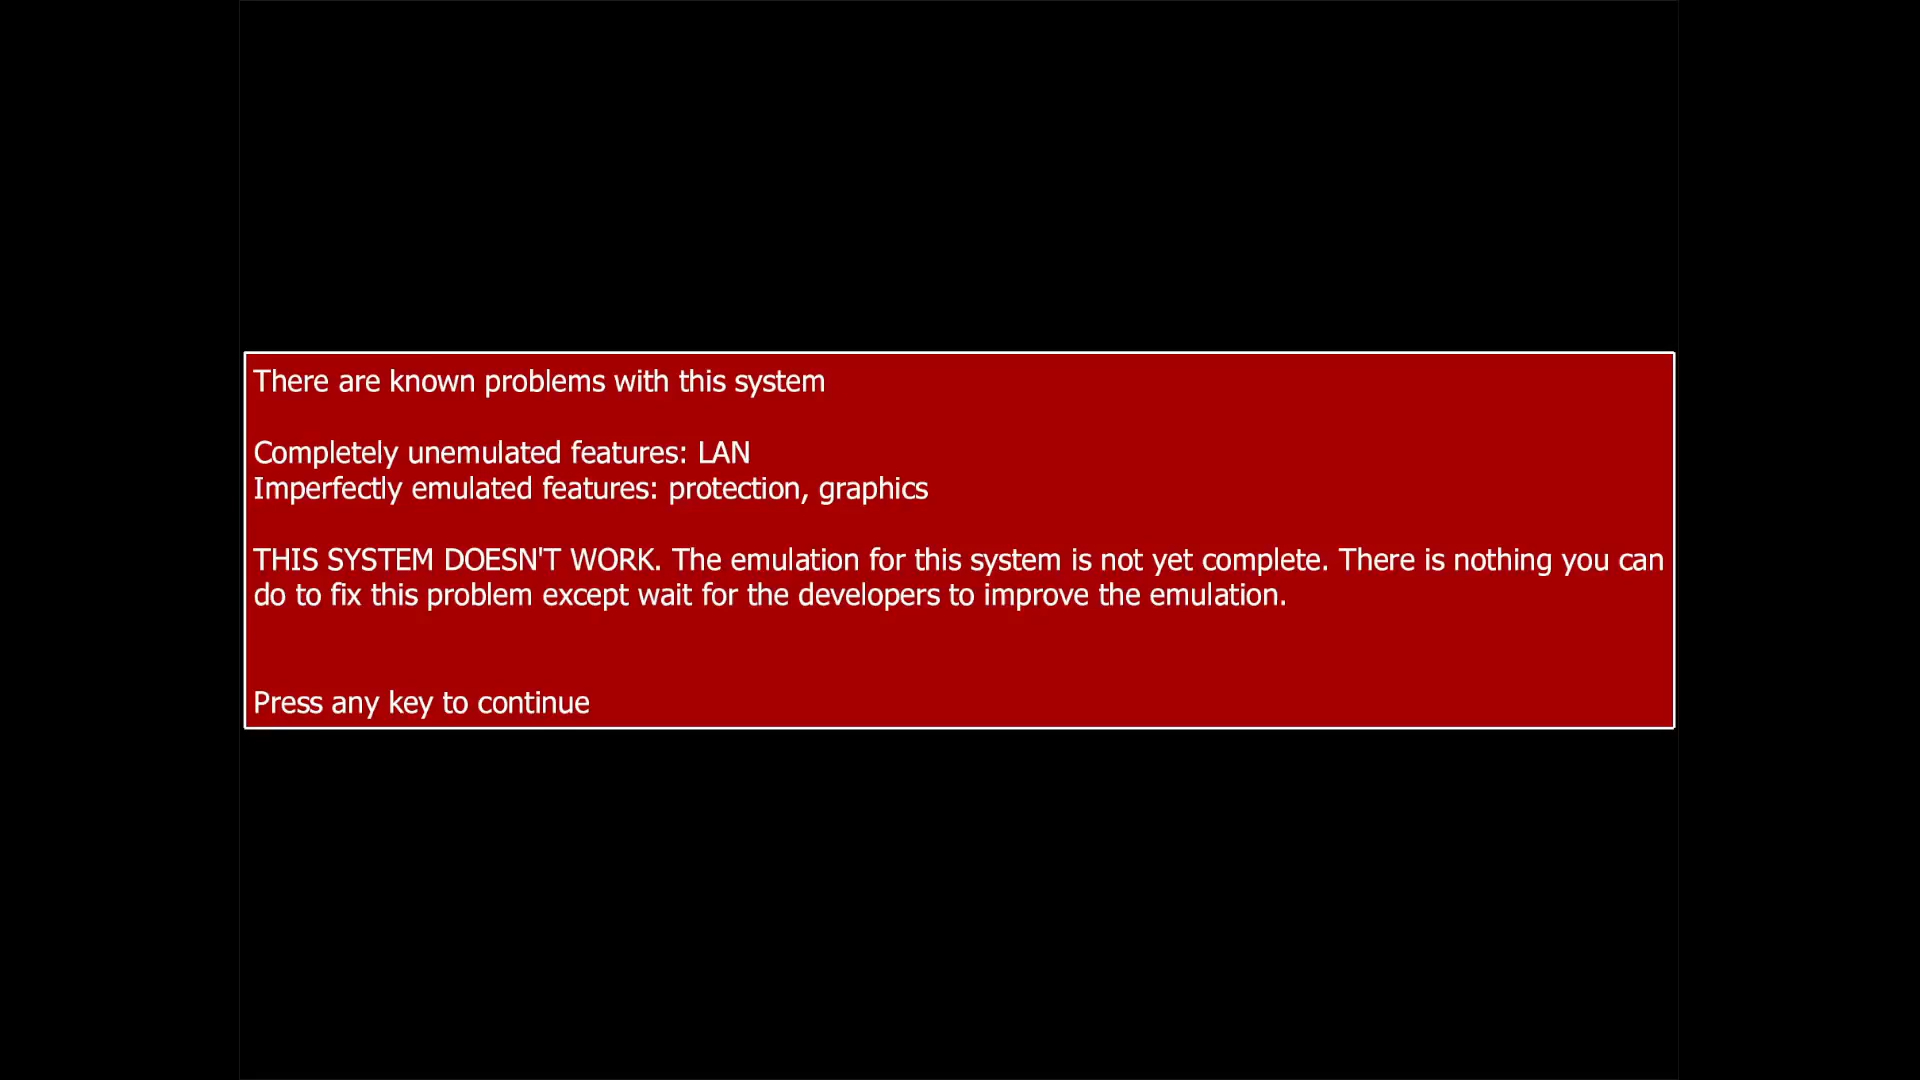 There are known problems with this system
Completely unemulated features: LAN
Imperfectly emulated features: protection, graphics
THIS SYSTEM DOESN'T WORK. The emulation for this system is not yet complete. There is nothing you can
do to fix this problem except wait for the developers to improve the emulation.
Press any key to continue